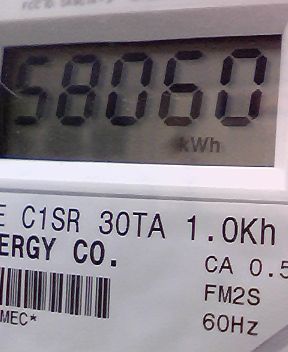 58060
kWh
E C1SR 30TA 1.0Kh
ERGY CO.
CA 0.5
FM2S
MEC*
60Hz